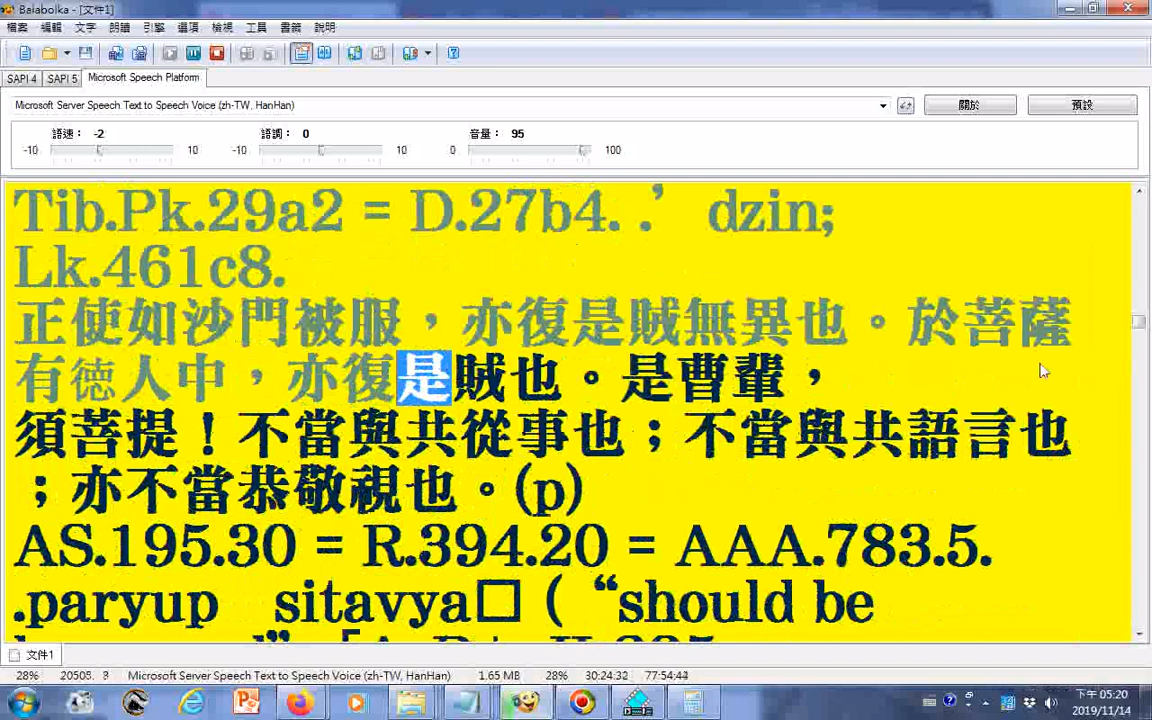 Balabolka - [文件1]
檔案 編輯 文字 朗讀 引擎 選項 檢視 工具 書籤 說明
SAPI 4 SAPI 5 Microsoft Speech Platform
Microsoft Server Speech Text to Speech Voice (zh-TW, HanHan) 關於 預設
語速： -2 語調： 0 音量： 95
-10 10 -10 10 0 100
Tib.Pk.29a2 = D.27b4. .’dzin;
Lk.461c8.
正使如沙門被服，亦復是賊無異也。於菩薩
有德人中，亦復是賊也。是曹輩，
須菩提！不當與共從事也；不當與共語言也
；亦不當恭敬視也。(p)
AS.195.30 = R.394.20 = AAA.783.5.
.paryup sitavya□ (“should be
文件1
28% 20505. Microsoft Server Speech Text to Speech Voice (zh-TW, HanHan) 1.65 MB 28% 30:24:32 77:54:44
下午 05:20
2019/11/14